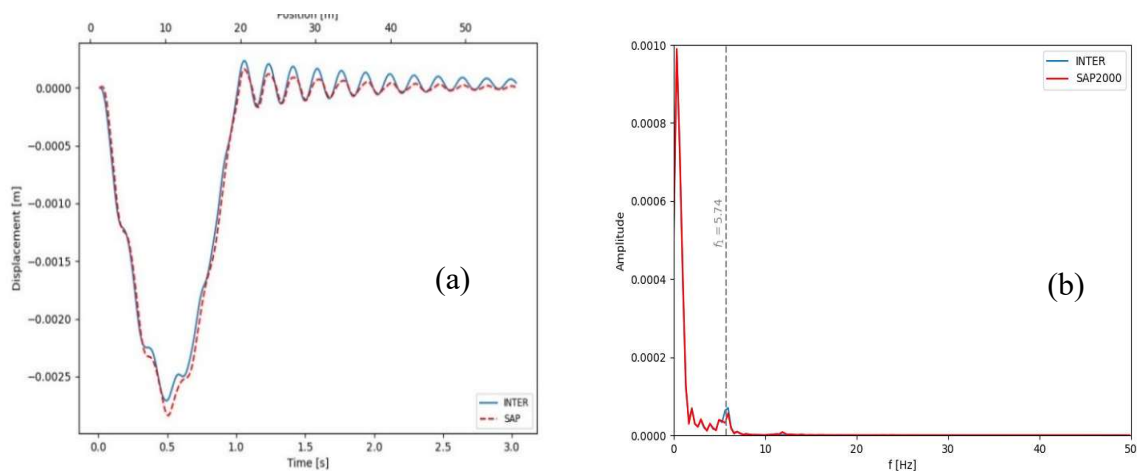 Position [m]
0 10 20 30 40 50
0.0000
−0.0005
−0.0010
−0.0015
−0.0020
−0.0025
Displacement [m]
(a)
INTER
SAP
0.0 0.5 1.0 1.5 2.0 2.5 3.0
Time [s]
0.0010
0.0008
0.0006
0.0004
0.0002
0.0000
Amplitude
f₁ = 5.74
INTER
SAP2000
(b)
0 10 20 30 40 50
f [Hz]